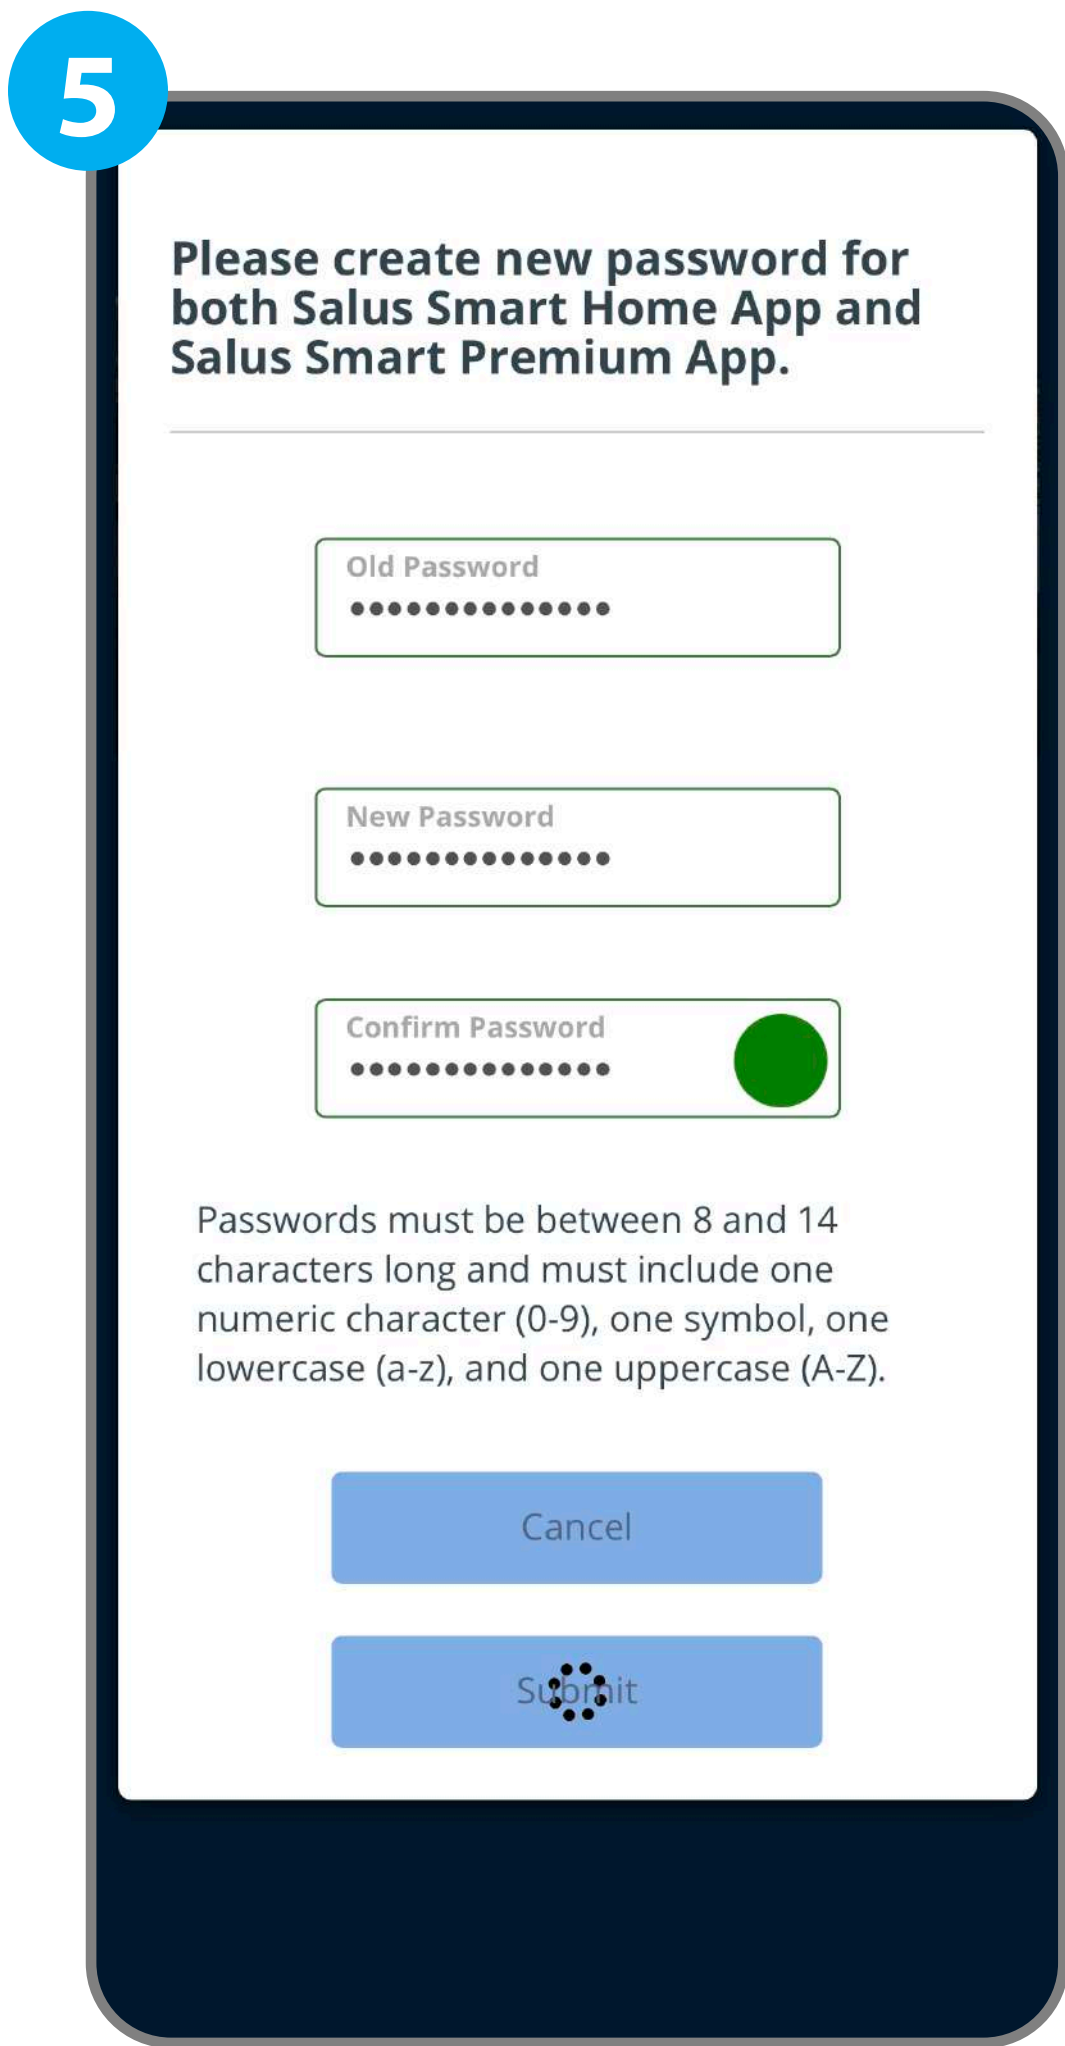 5
Please create new password for
both Salus Smart Home App and
Salus Smart Premium App.
Old Password
••••••••••••••
New Password
••••••••••••••
Confirm Password
••••••••••••••
Passwords must be between 8 and 14
characters long and must include one
numeric character (0-9), one symbol, one
lowercase (a-z), and one uppercase (A-Z).
Cancel
Submit